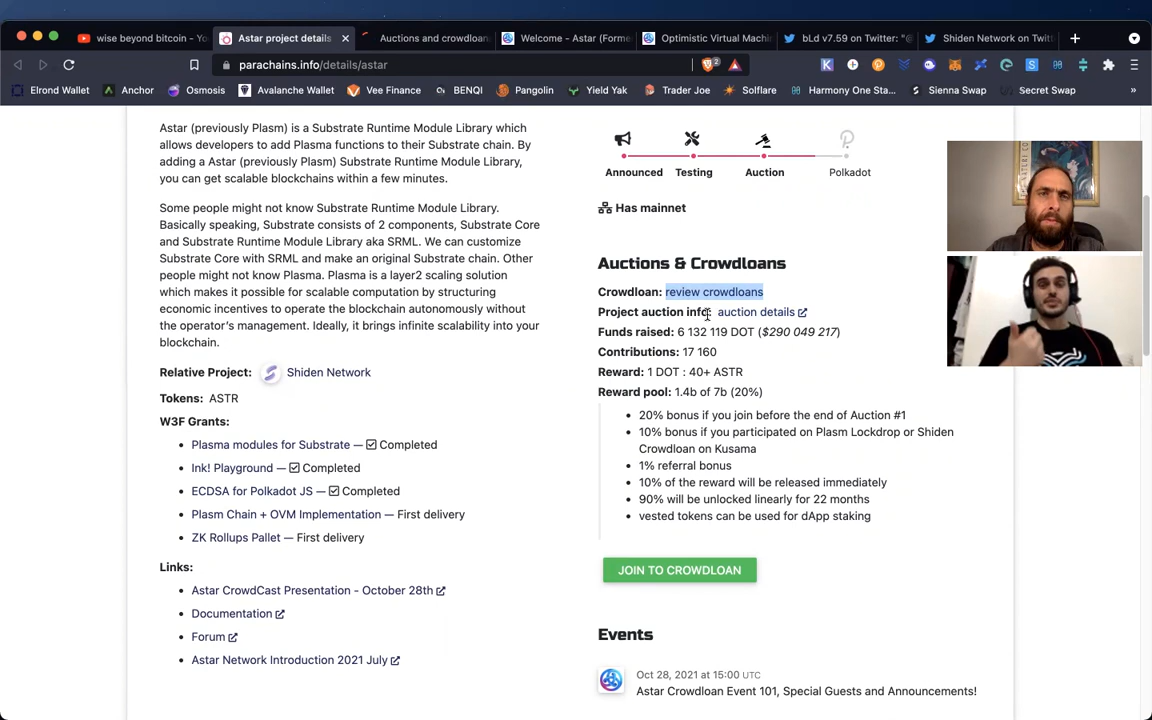 wise beyond bitcoin - Yo
Astar project details
Auctions and crowdloan
Welcome - Astar (Forme
Optimistic Virtual Machi
bLd v7.59 on Twitter: "@
Shiden Network on Twitt
parachains.info/details/astar
2
Elrond Wallet
Anchor
Osmosis
Avalanche Wallet
Vee Finance
BENQI
Pangolin
Yield Yak
Trader Joe
Solflare
Harmony One Sta...
Sienna Swap
Secret Swap
»
Astar (previously Plasm) is a Substrate Runtime Module Library which
allows developers to add Plasma functions to their Substrate chain. By
adding a Astar (previously Plasm) Substrate Runtime Module Library,
you can get scalable blockchains within a few minutes.
Some people might not know Substrate Runtime Module Library.
Basically speaking, Substrate consists of 2 components, Substrate Core
and Substrate Runtime Module Library aka SRML. We can customize
Substrate Core with SRML and make an original Substrate chain. Other
people might not know Plasma. Plasma is a layer2 scaling solution
which makes it possible for scalable computation by structuring
economic incentives to operate the blockchain autonomously without
the operator's management. Ideally, it brings infinite scalability into your
blockchain.
Relative Project: Shiden Network
Tokens: ASTR
W3F Grants:
Plasma modules for Substrate — Completed
Ink! Playground — Completed
ECDSA for Polkadot JS — Completed
Plasm Chain + OVM Implementation — First delivery
ZK Rollups Pallet — First delivery
Links:
Astar CrowdCast Presentation - October 28th
Documentation
Forum
Astar Network Introduction 2021 July
Announced
Testing
Auction
Polkadot
Has mainnet
Auctions & Crowdloans
Crowdloan: review crowdloans
Project auction info: auction details
Funds raised: 6 132 119 DOT ($290 049 217)
Contributions: 17 160
Reward: 1 DOT : 40+ ASTR
Reward pool: 1.4b of 7b (20%)
20% bonus if you join before the end of Auction #1
10% bonus if you participated on Plasm Lockdrop or Shiden
Crowdloan on Kusama
1% referral bonus
10% of the reward will be released immediately
90% will be unlocked linearly for 22 months
vested tokens can be used for dApp staking
JOIN TO CROWDLOAN
Events
Oct 28, 2021 at 15:00 UTC
Astar Crowdloan Event 101, Special Guests and Announcements!